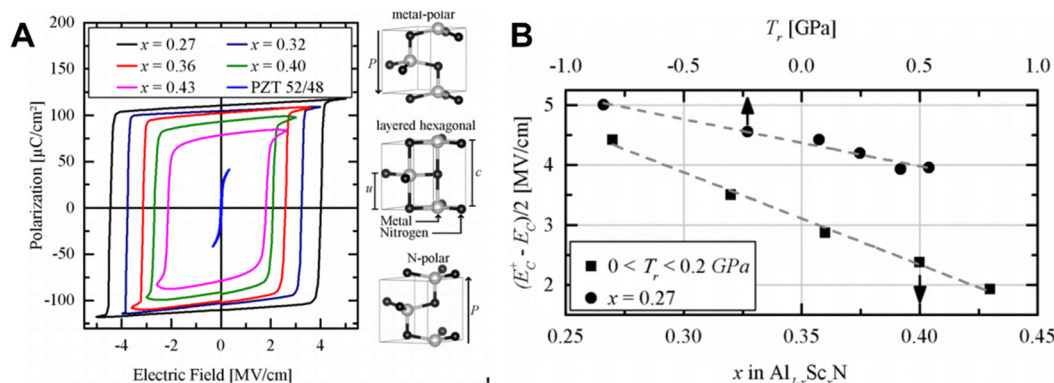 A
200
150
100
50
0
-50
-100
Polarization [µC/cm²]
x = 0.27 x = 0.32
x = 0.36 x = 0.40
x = 0.43 PZT 52/48
-4 -2 0 2 4
Electric Field [MV/cm]
metal-polar
P
layered hexagonal
u
c
Metal
Nitrogen
N-polar
P
B
T_r [GPa]
-1.0 -0.5 0.0 0.5 1.0
5
4
3
2
(E_C^+ - E_C^-)/2 [MV/cm]
0 < T_r < 0.2 GPa
x = 0.27
0.25 0.30 0.35 0.40 0.45
x in Al_{1-x}Sc_xN